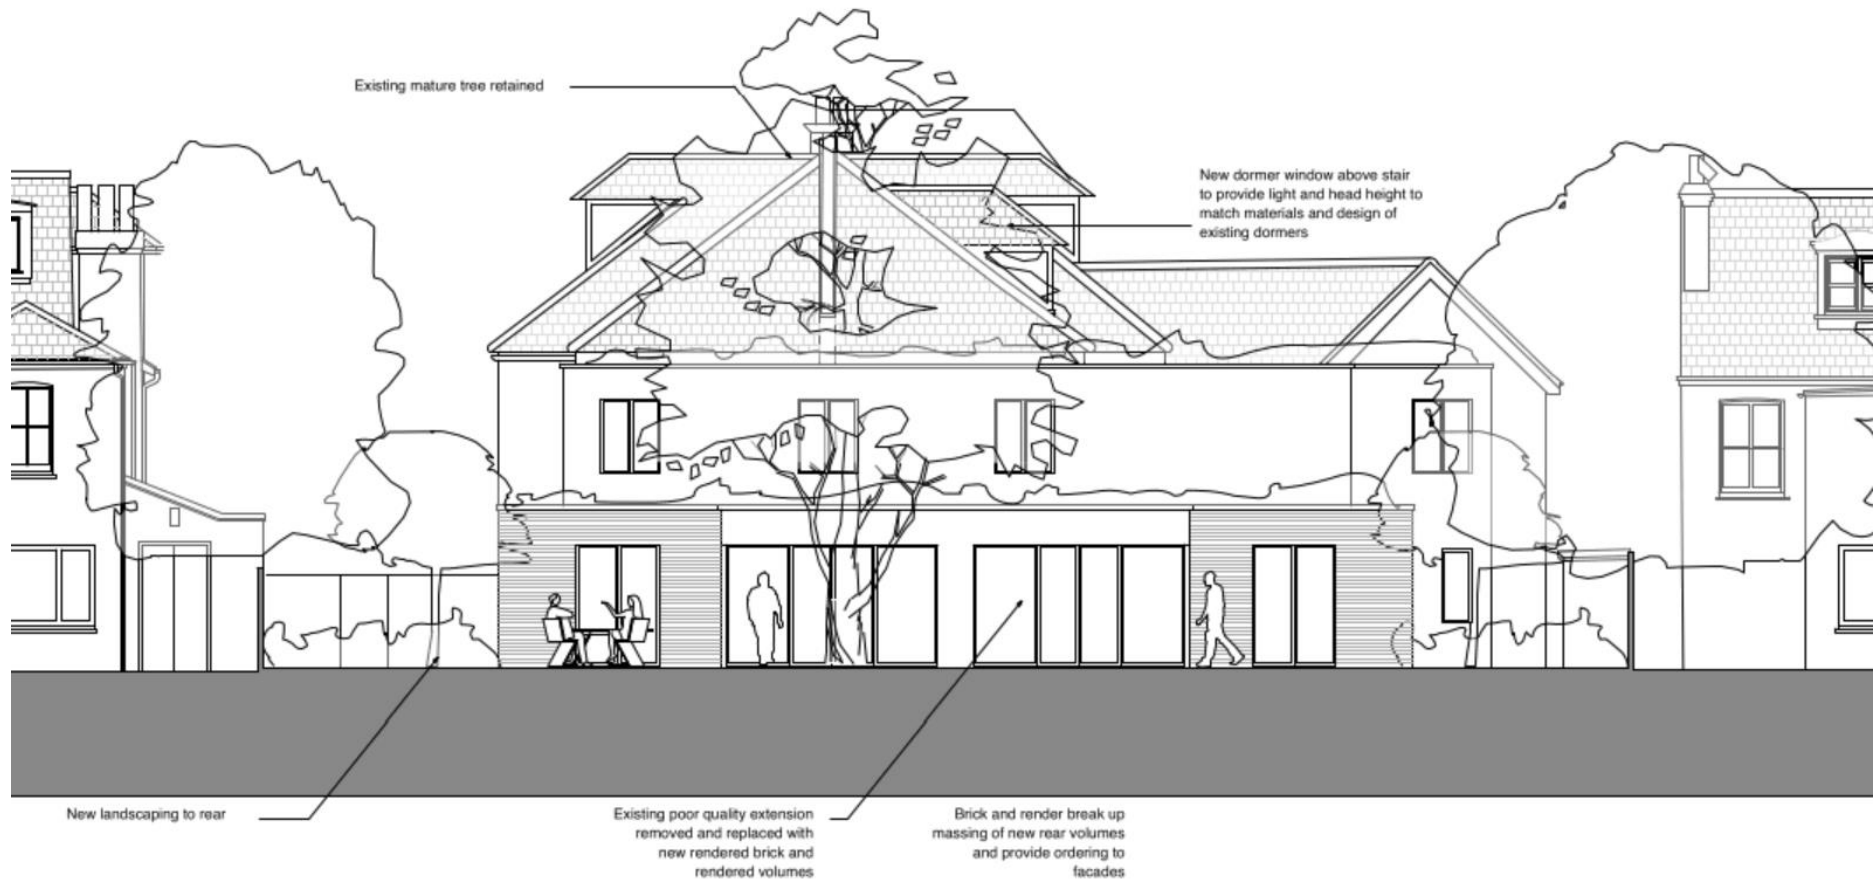 Existing mature tree retained
New dormer window above stair
to provide light and head height to
match materials and design of
existing dormers
New landscaping to rear
Existing poor quality extension
removed and replaced with
new rendered brick and
rendered volumes
Brick and render break up
massing of new rear volumes
and provide ordering to
facades